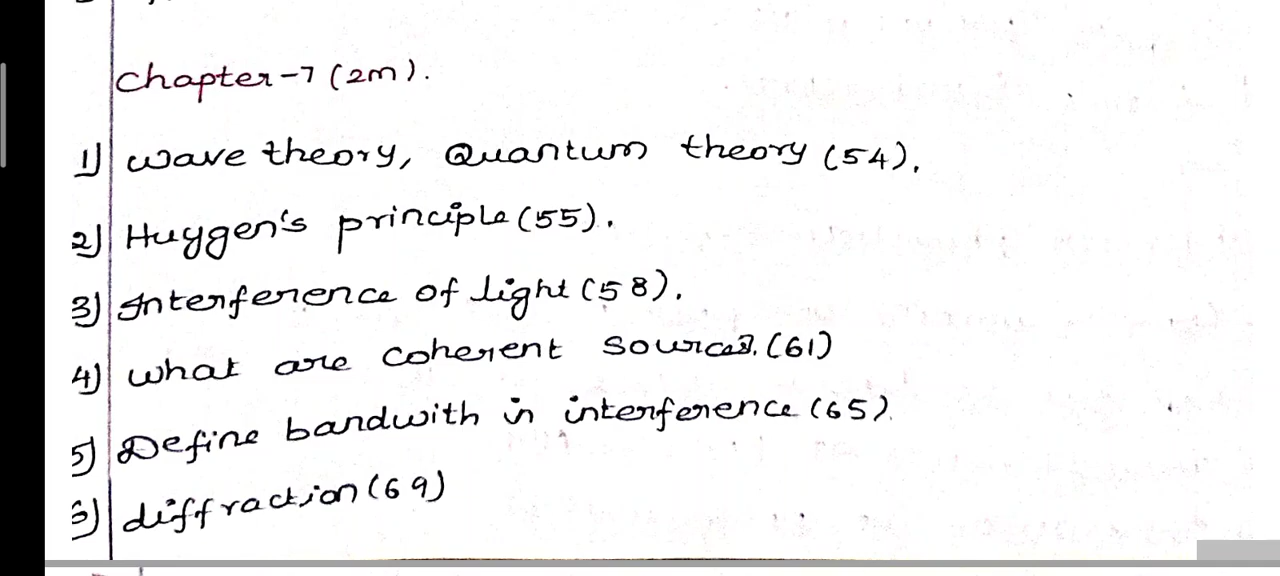 Chapter-7 (2m).
1) wave theory, Quantum theory (54).
2) Huygen's principle (55).
3) Interference of light (58).
4) what are coherent sources. (61)
5) Define bandwith in interference (65).
6) diffraction (69)